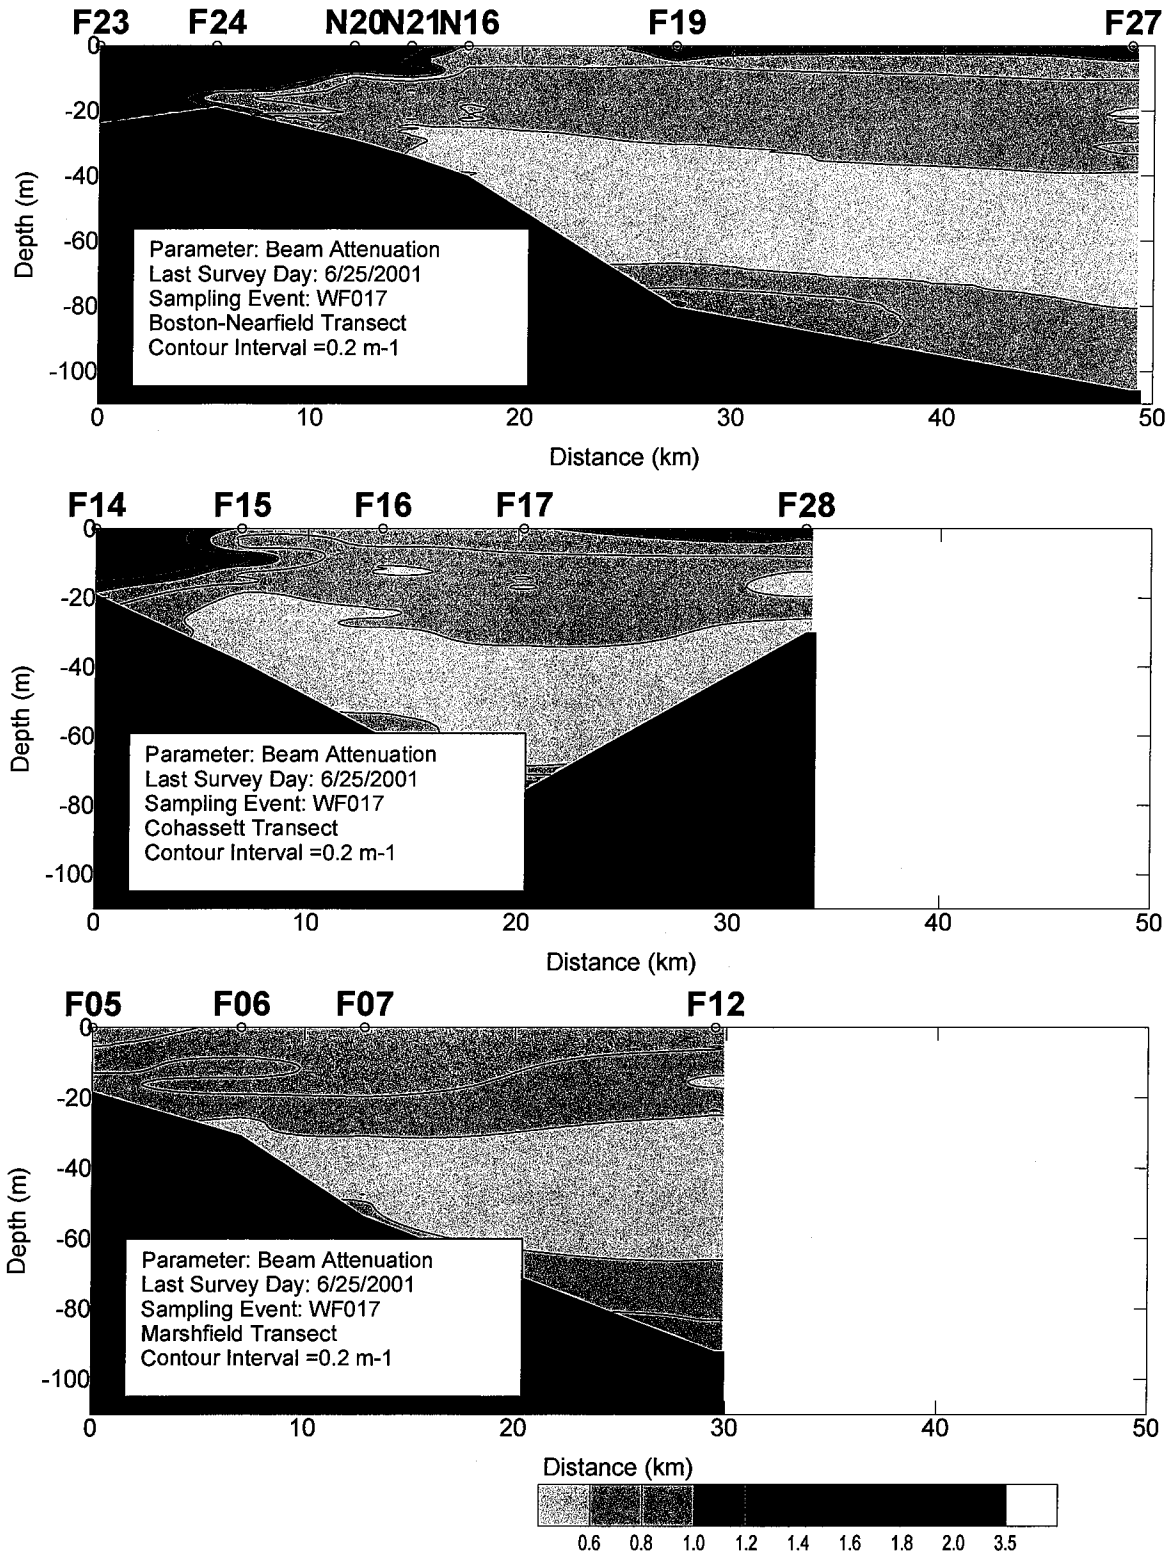 F23 F24 N20 N21 N16 F19 F27
0
-20
-40
-60
-80
-100
Depth (m)
Parameter: Beam Attenuation
Last Survey Day: 6/25/2001
Sampling Event: WF017
Boston-Nearfield Transect
Contour Interval =0.2 m-1
0 10 20 30 40 50
Distance (km)
F14 F15 F16 F17 F28
0
-20
-40
-60
-80
-100
Depth (m)
Parameter: Beam Attenuation
Last Survey Day: 6/25/2001
Sampling Event: WF017
Cohassett Transect
Contour Interval =0.2 m-1
0 10 20 30 40 50
Distance (km)
F05 F06 F07 F12
0
-20
-40
-60
-80
-100
Depth (m)
Parameter: Beam Attenuation
Last Survey Day: 6/25/2001
Sampling Event: WF017
Marshfield Transect
Contour Interval =0.2 m-1
0 10 20 30 40 50
Distance (km)
0.6 0.8 1.0 1.2 1.4 1.6 1.8 2.0 3.5